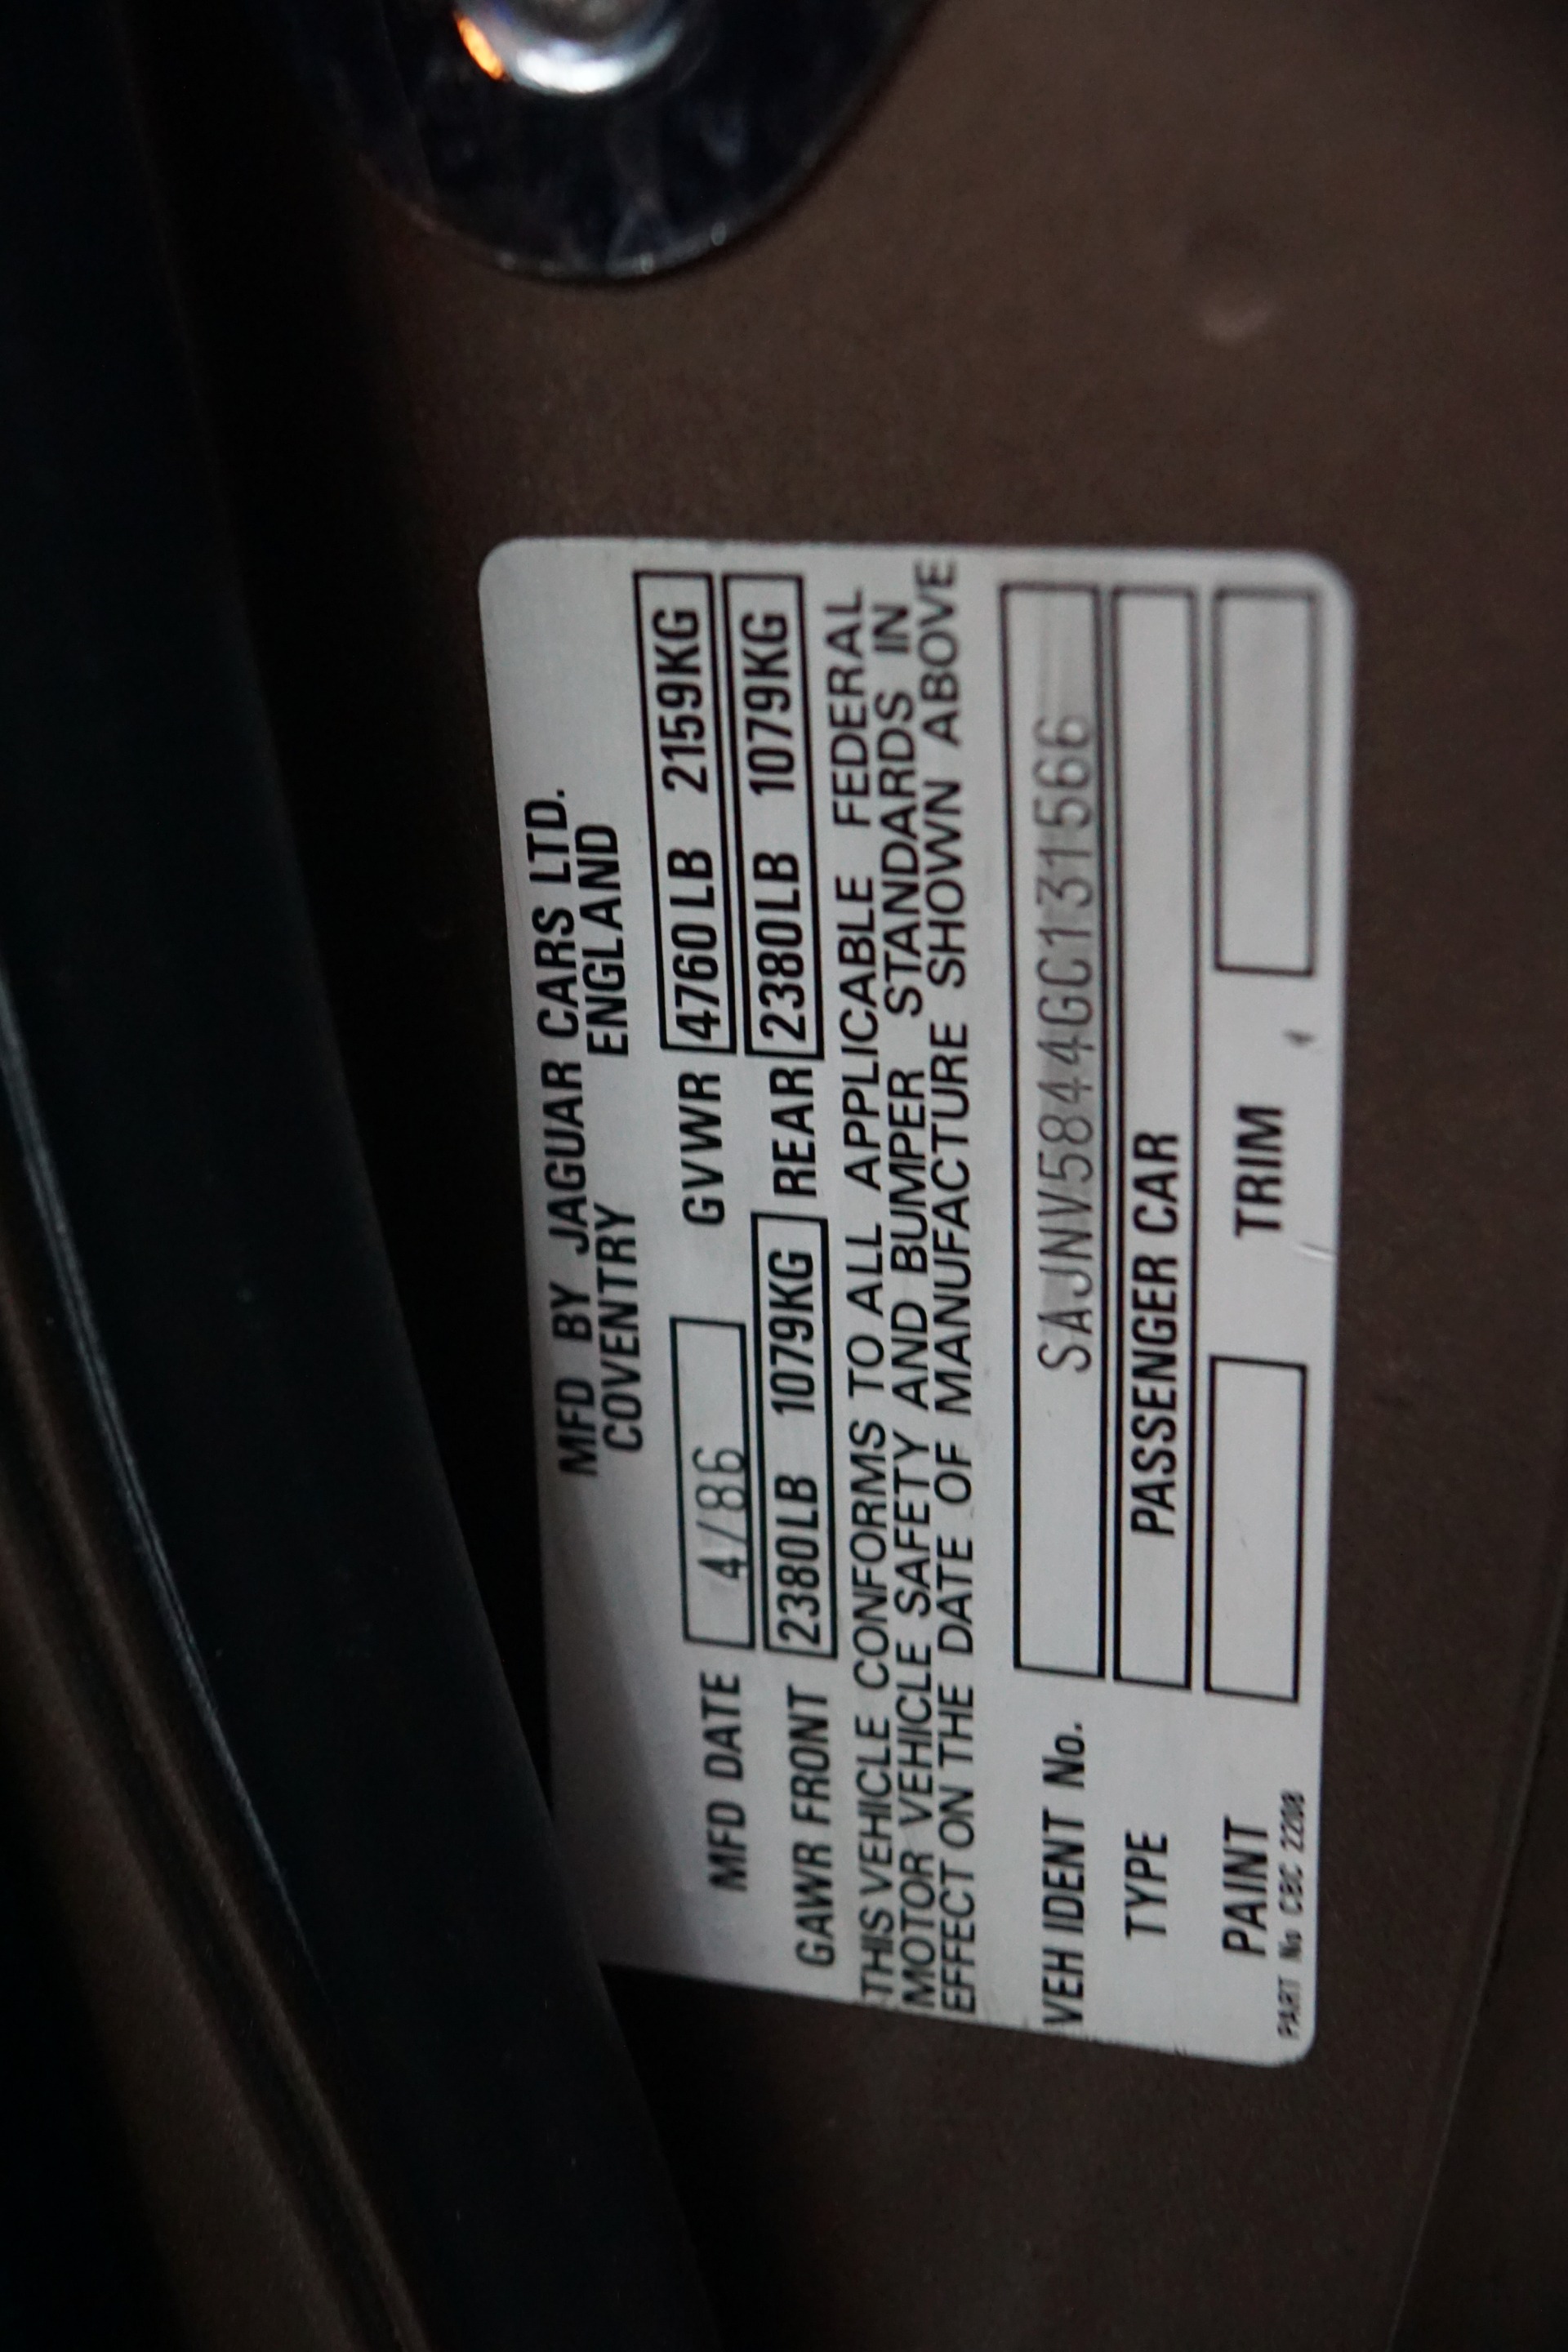 MFD BY JAGUAR CARS LTD.
COVENTRY ENGLAND
MFD DATE 4/86 GVWR 4760LB 2159KG
GAWR FRONT 2380LB 1079KG REAR 2380LB 1079KG
THIS VEHICLE CONFORMS TO ALL APPLICABLE FEDERAL
MOTOR VEHICLE SAFETY AND BUMPER STANDARDS IN
EFFECT ON THE DATE OF MANUFACTURE SHOWN ABOVE
VEH IDENT No. SAJNV5844GC131566
TYPE PASSENGER CAR
PAINT TRIM
PART No CBC 2208